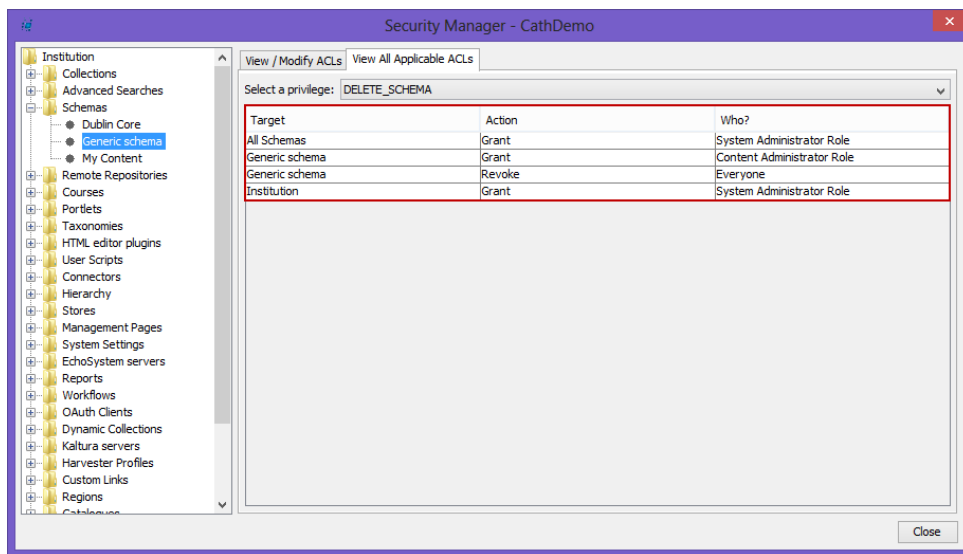 Security Manager - CathDemo
Institution
Collections
Advanced Searches
Schemas
Dublin Core
Generic schema
My Content
Remote Repositories
Courses
Portlets
Taxonomies
HTML editor plugins
User Scripts
Connectors
Hierarchy
Stores
Management Pages
System Settings
EchoSystem servers
Reports
Workflows
OAuth Clients
Dynamic Collections
Kaltura servers
Harvester Profiles
Custom Links
Regions
Catalogues
View / Modify ACLs View All Applicable ACLs
Select a privilege: DELETE_SCHEMA
Target Action Who?
All Schemas Grant System Administrator Role
Generic schema Grant Content Administrator Role
Generic schema Revoke Everyone
Institution Grant System Administrator Role
Close